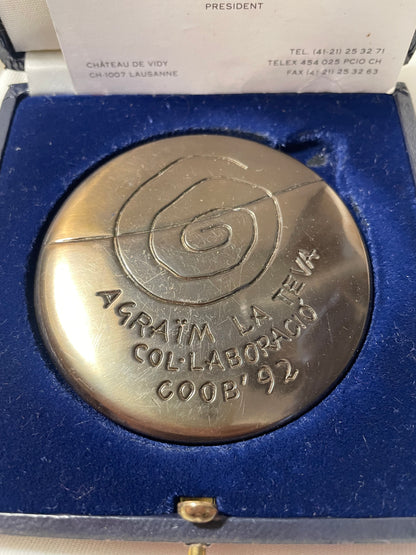 PRESIDENT
CHÂTEAU DE VIDY
CH-1007 LAUSANNE
TEL. (41-21) 25 32 71
TELEX 454 025 PCIO CH
FAX (41-21) 25 32 63
AGRAÏM LA TEVA
COL·LABORACIÓ
COOB' 92